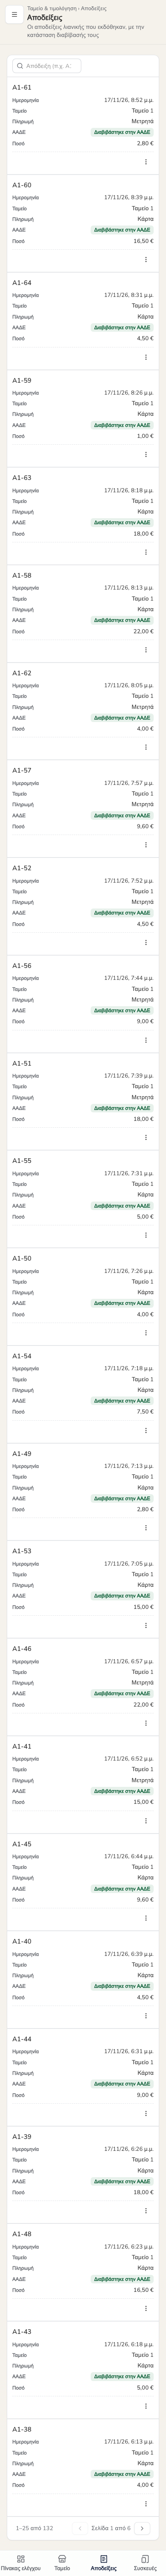 Ταμείο & τιμολόγηση › Αποδείξεις
Αποδείξεις
Οι αποδείξεις λιανικής που εκδόθηκαν, με την
κατάσταση διαβίβασής τους
Απόδειξη (π.χ. Α
A1-61
Ημερομηνία 17/11/26, 8:52 μ.μ.
Ταμείο Ταμείο 1
Πληρωμή Μετρητά
ΑΑΔΕ Διαβιβάστηκε στην ΑΑΔΕ
Ποσό 2,80 €
A1-60
Ημερομηνία 17/11/26, 8:39 μ.μ.
Ταμείο Ταμείο 1
Πληρωμή Κάρτα
ΑΑΔΕ Διαβιβάστηκε στην ΑΑΔΕ
Ποσό 16,50 €
A1-64
Ημερομηνία 17/11/26, 8:31 μ.μ.
Ταμείο Ταμείο 1
Πληρωμή Κάρτα
ΑΑΔΕ Διαβιβάστηκε στην ΑΑΔΕ
Ποσό 4,50 €
A1-59
Ημερομηνία 17/11/26, 8:26 μ.μ.
Ταμείο Ταμείο 1
Πληρωμή Κάρτα
ΑΑΔΕ Διαβιβάστηκε στην ΑΑΔΕ
Ποσό 1,00 €
A1-63
Ημερομηνία 17/11/26, 8:18 μ.μ.
Ταμείο Ταμείο 1
Πληρωμή Κάρτα
ΑΑΔΕ Διαβιβάστηκε στην ΑΑΔΕ
Ποσό 18,00 €
A1-58
Ημερομηνία 17/11/26, 8:13 μ.μ.
Ταμείο Ταμείο 1
Πληρωμή Κάρτα
ΑΑΔΕ Διαβιβάστηκε στην ΑΑΔΕ
Ποσό 22,00 €
A1-62
Ημερομηνία 17/11/26, 8:05 μ.μ.
Ταμείο Ταμείο 1
Πληρωμή Μετρητά
ΑΑΔΕ Διαβιβάστηκε στην ΑΑΔΕ
Ποσό 4,00 €
A1-57
Ημερομηνία 17/11/26, 7:57 μ.μ.
Ταμείο Ταμείο 1
Πληρωμή Μετρητά
ΑΑΔΕ Διαβιβάστηκε στην ΑΑΔΕ
Ποσό 9,60 €
A1-52
Ημερομηνία 17/11/26, 7:52 μ.μ.
Ταμείο Ταμείο 1
Πληρωμή Μετρητά
ΑΑΔΕ Διαβιβάστηκε στην ΑΑΔΕ
Ποσό 4,50 €
A1-56
Ημερομηνία 17/11/26, 7:44 μ.μ.
Ταμείο Ταμείο 1
Πληρωμή Μετρητά
ΑΑΔΕ Διαβιβάστηκε στην ΑΑΔΕ
Ποσό 9,00 €
A1-51
Ημερομηνία 17/11/26, 7:39 μ.μ.
Ταμείο Ταμείο 1
Πληρωμή Μετρητά
ΑΑΔΕ Διαβιβάστηκε στην ΑΑΔΕ
Ποσό 18,00 €
A1-55
Ημερομηνία 17/11/26, 7:31 μ.μ.
Ταμείο Ταμείο 1
Πληρωμή Κάρτα
ΑΑΔΕ Διαβιβάστηκε στην ΑΑΔΕ
Ποσό 5,00 €
A1-50
Ημερομηνία 17/11/26, 7:26 μ.μ.
Ταμείο Ταμείο 1
Πληρωμή Κάρτα
ΑΑΔΕ Διαβιβάστηκε στην ΑΑΔΕ
Ποσό 4,00 €
A1-54
Ημερομηνία 17/11/26, 7:18 μ.μ.
Ταμείο Ταμείο 1
Πληρωμή Κάρτα
ΑΑΔΕ Διαβιβάστηκε στην ΑΑΔΕ
Ποσό 7,50 €
A1-49
Ημερομηνία 17/11/26, 7:13 μ.μ.
Ταμείο Ταμείο 1
Πληρωμή Κάρτα
ΑΑΔΕ Διαβιβάστηκε στην ΑΑΔΕ
Ποσό 2,80 €
A1-53
Ημερομηνία 17/11/26, 7:05 μ.μ.
Ταμείο Ταμείο 1
Πληρωμή Κάρτα
ΑΑΔΕ Διαβιβάστηκε στην ΑΑΔΕ
Ποσό 15,00 €
A1-46
Ημερομηνία 17/11/26, 6:57 μ.μ.
Ταμείο Ταμείο 1
Πληρωμή Μετρητά
ΑΑΔΕ Διαβιβάστηκε στην ΑΑΔΕ
Ποσό 22,00 €
A1-41
Ημερομηνία 17/11/26, 6:52 μ.μ.
Ταμείο Ταμείο 1
Πληρωμή Μετρητά
ΑΑΔΕ Διαβιβάστηκε στην ΑΑΔΕ
Ποσό 15,00 €
A1-45
Ημερομηνία 17/11/26, 6:44 μ.μ.
Ταμείο Ταμείο 1
Πληρωμή Κάρτα
ΑΑΔΕ Διαβιβάστηκε στην ΑΑΔΕ
Ποσό 9,60 €
A1-40
Ημερομηνία 17/11/26, 6:39 μ.μ.
Ταμείο Ταμείο 1
Πληρωμή Κάρτα
ΑΑΔΕ Διαβιβάστηκε στην ΑΑΔΕ
Ποσό 4,50 €
A1-44
Ημερομηνία 17/11/26, 6:31 μ.μ.
Ταμείο Ταμείο 1
Πληρωμή Κάρτα
ΑΑΔΕ Διαβιβάστηκε στην ΑΑΔΕ
Ποσό 9,00 €
A1-39
Ημερομηνία 17/11/26, 6:26 μ.μ.
Ταμείο Ταμείο 1
Πληρωμή Κάρτα
ΑΑΔΕ Διαβιβάστηκε στην ΑΑΔΕ
Ποσό 18,00 €
A1-48
Ημερομηνία 17/11/26, 6:23 μ.μ.
Ταμείο Ταμείο 1
Πληρωμή Κάρτα
ΑΑΔΕ Διαβιβάστηκε στην ΑΑΔΕ
Ποσό 16,50 €
A1-43
Ημερομηνία 17/11/26, 6:18 μ.μ.
Ταμείο Ταμείο 1
Πληρωμή Κάρτα
ΑΑΔΕ Διαβιβάστηκε στην ΑΑΔΕ
Ποσό 5,00 €
A1-38
Ημερομηνία 17/11/26, 6:13 μ.μ.
Ταμείο Ταμείο 1
Πληρωμή Κάρτα
ΑΑΔΕ Διαβιβάστηκε στην ΑΑΔΕ
Ποσό 4,00 €
1–25 από 132 Σελίδα 1 από 6
Πίνακας ελέγχου Ταμείο Αποδείξεις Συσκευές